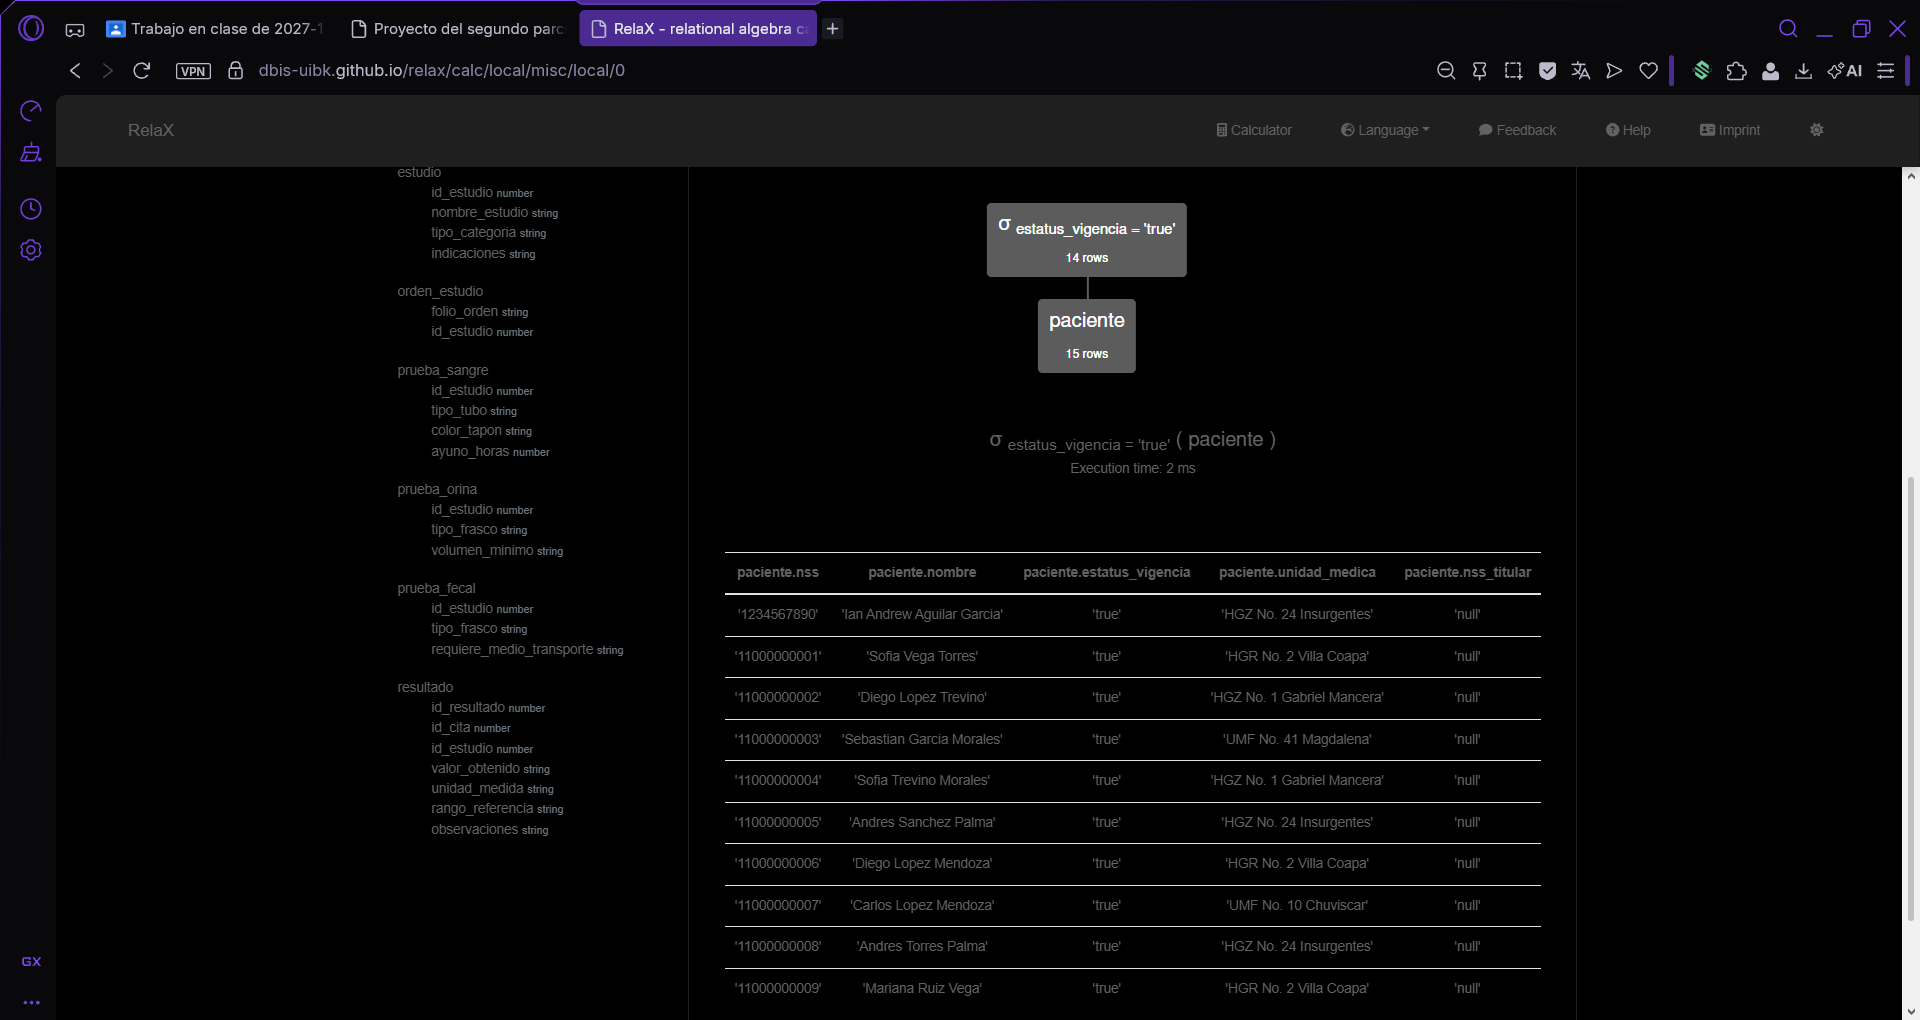 Trabajo en clase de 2027-1
Proyecto del segundo parc
RelaX - relational algebra c
VPN
dbis-uibk.github.io/relax/calc/local/misc/local/0
AI
RelaX
Calculator
Language
Feedback
Help
Imprint
estudio
id_estudio number
nombre_estudio string
tipo_categoria string
indicaciones string
orden_estudio
folio_orden string
id_estudio number
prueba_sangre
id_estudio number
tipo_tubo string
color_tapon string
ayuno_horas number
prueba_orina
id_estudio number
tipo_frasco string
volumen_minimo string
prueba_fecal
id_estudio number
tipo_frasco string
requiere_medio_transporte string
resultado
id_resultado number
id_cita number
id_estudio number
valor_obtenido string
unidad_medida string
rango_referencia string
observaciones string
GX
σ estatus_vigencia = 'true'
14 rows
paciente
15 rows
σ estatus_vigencia = 'true' ( paciente )
Execution time: 2 ms
paciente.nss paciente.nombre paciente.estatus_vigencia paciente.unidad_medica paciente.nss_titular
'1234567890' 'Ian Andrew Aguilar Garcia' 'true' 'HGZ No. 24 Insurgentes' 'null'
'11000000001' 'Sofia Vega Torres' 'true' 'HGR No. 2 Villa Coapa' 'null'
'11000000002' 'Diego Lopez Trevino' 'true' 'HGZ No. 1 Gabriel Mancera' 'null'
'11000000003' 'Sebastian Garcia Morales' 'true' 'UMF No. 41 Magdalena' 'null'
'11000000004' 'Sofia Trevino Morales' 'true' 'HGZ No. 1 Gabriel Mancera' 'null'
'11000000005' 'Andres Sanchez Palma' 'true' 'HGZ No. 24 Insurgentes' 'null'
'11000000006' 'Diego Lopez Mendoza' 'true' 'HGR No. 2 Villa Coapa' 'null'
'11000000007' 'Carlos Lopez Mendoza' 'true' 'UMF No. 10 Chuviscar' 'null'
'11000000008' 'Andres Torres Palma' 'true' 'HGZ No. 24 Insurgentes' 'null'
'11000000009' 'Mariana Ruiz Vega' 'true' 'HGR No. 2 Villa Coapa' 'null'